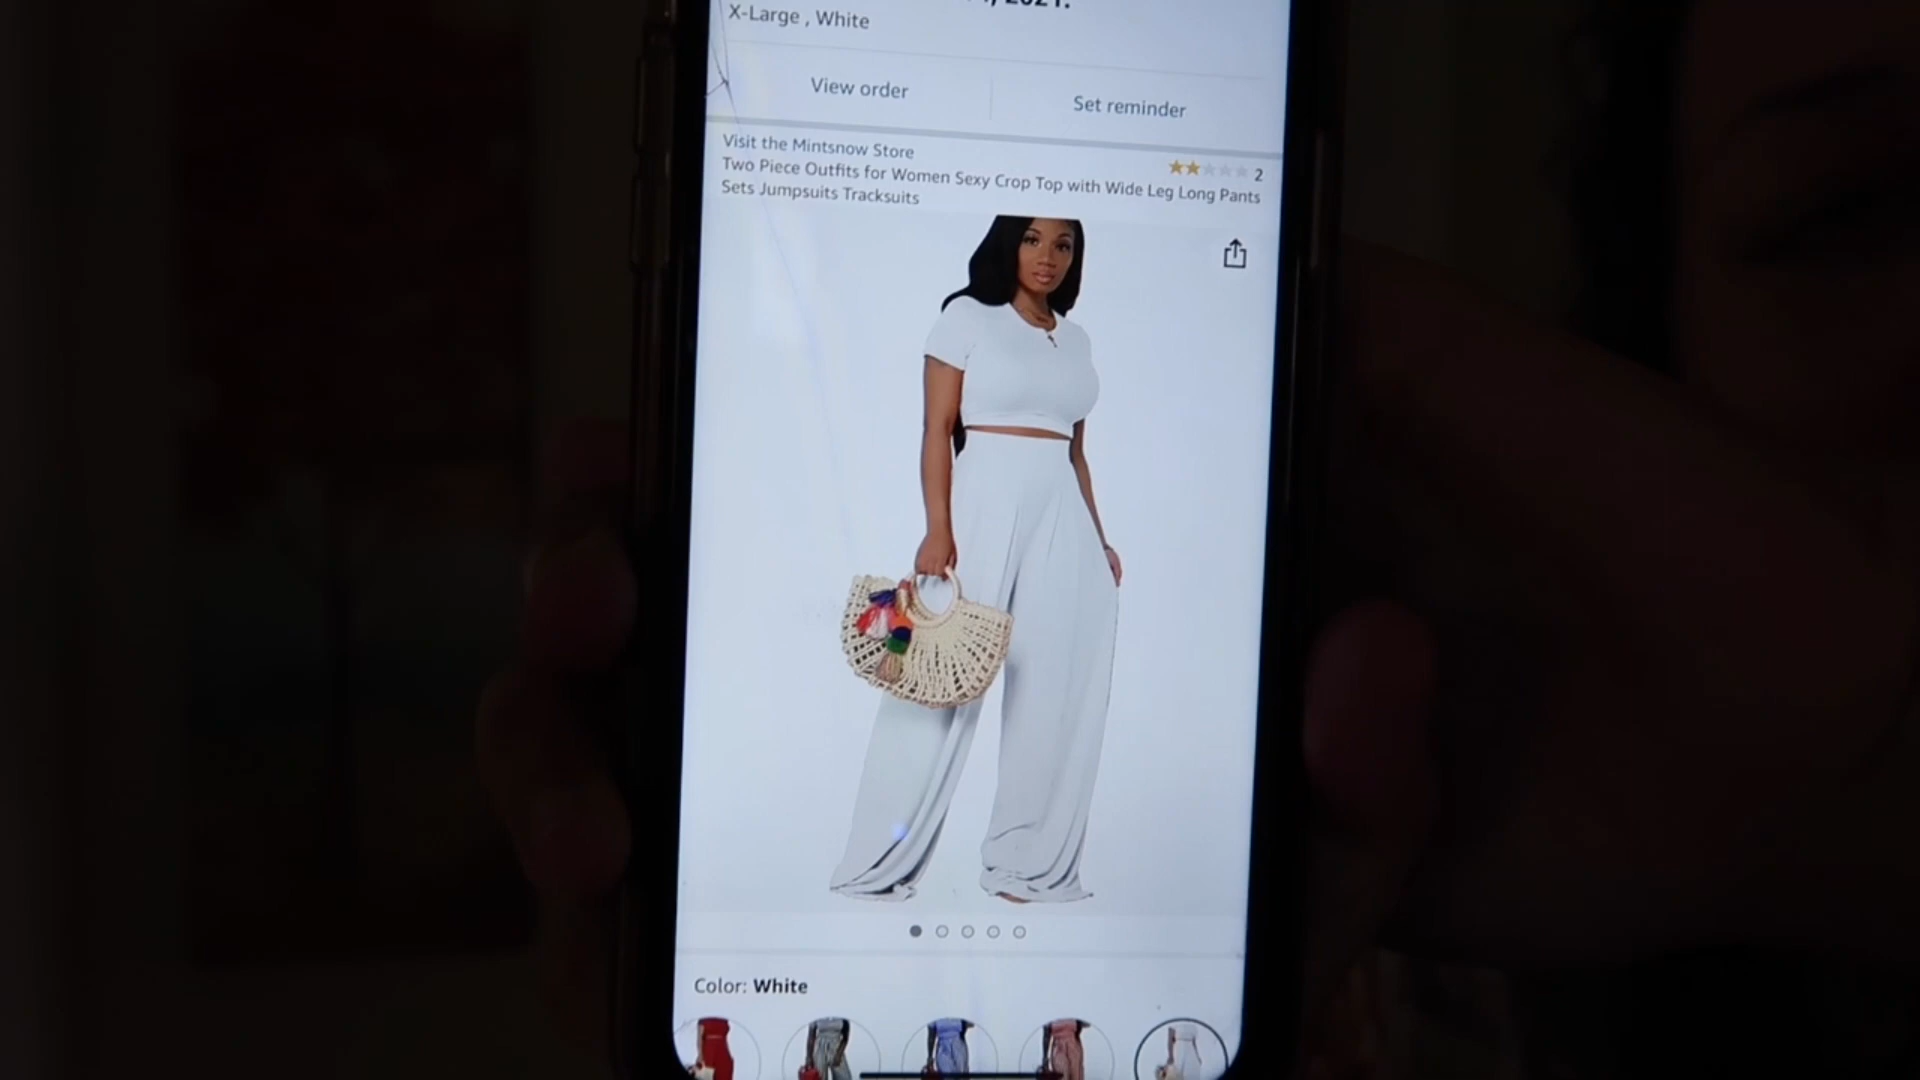 2021.
X-Large , White
View order
Set reminder
Visit the Mintsnow Store
2
Two Piece Outfits for Women Sexy Crop Top with Wide Leg Long Pants
Sets Jumpsuits Tracksuits
Color: White